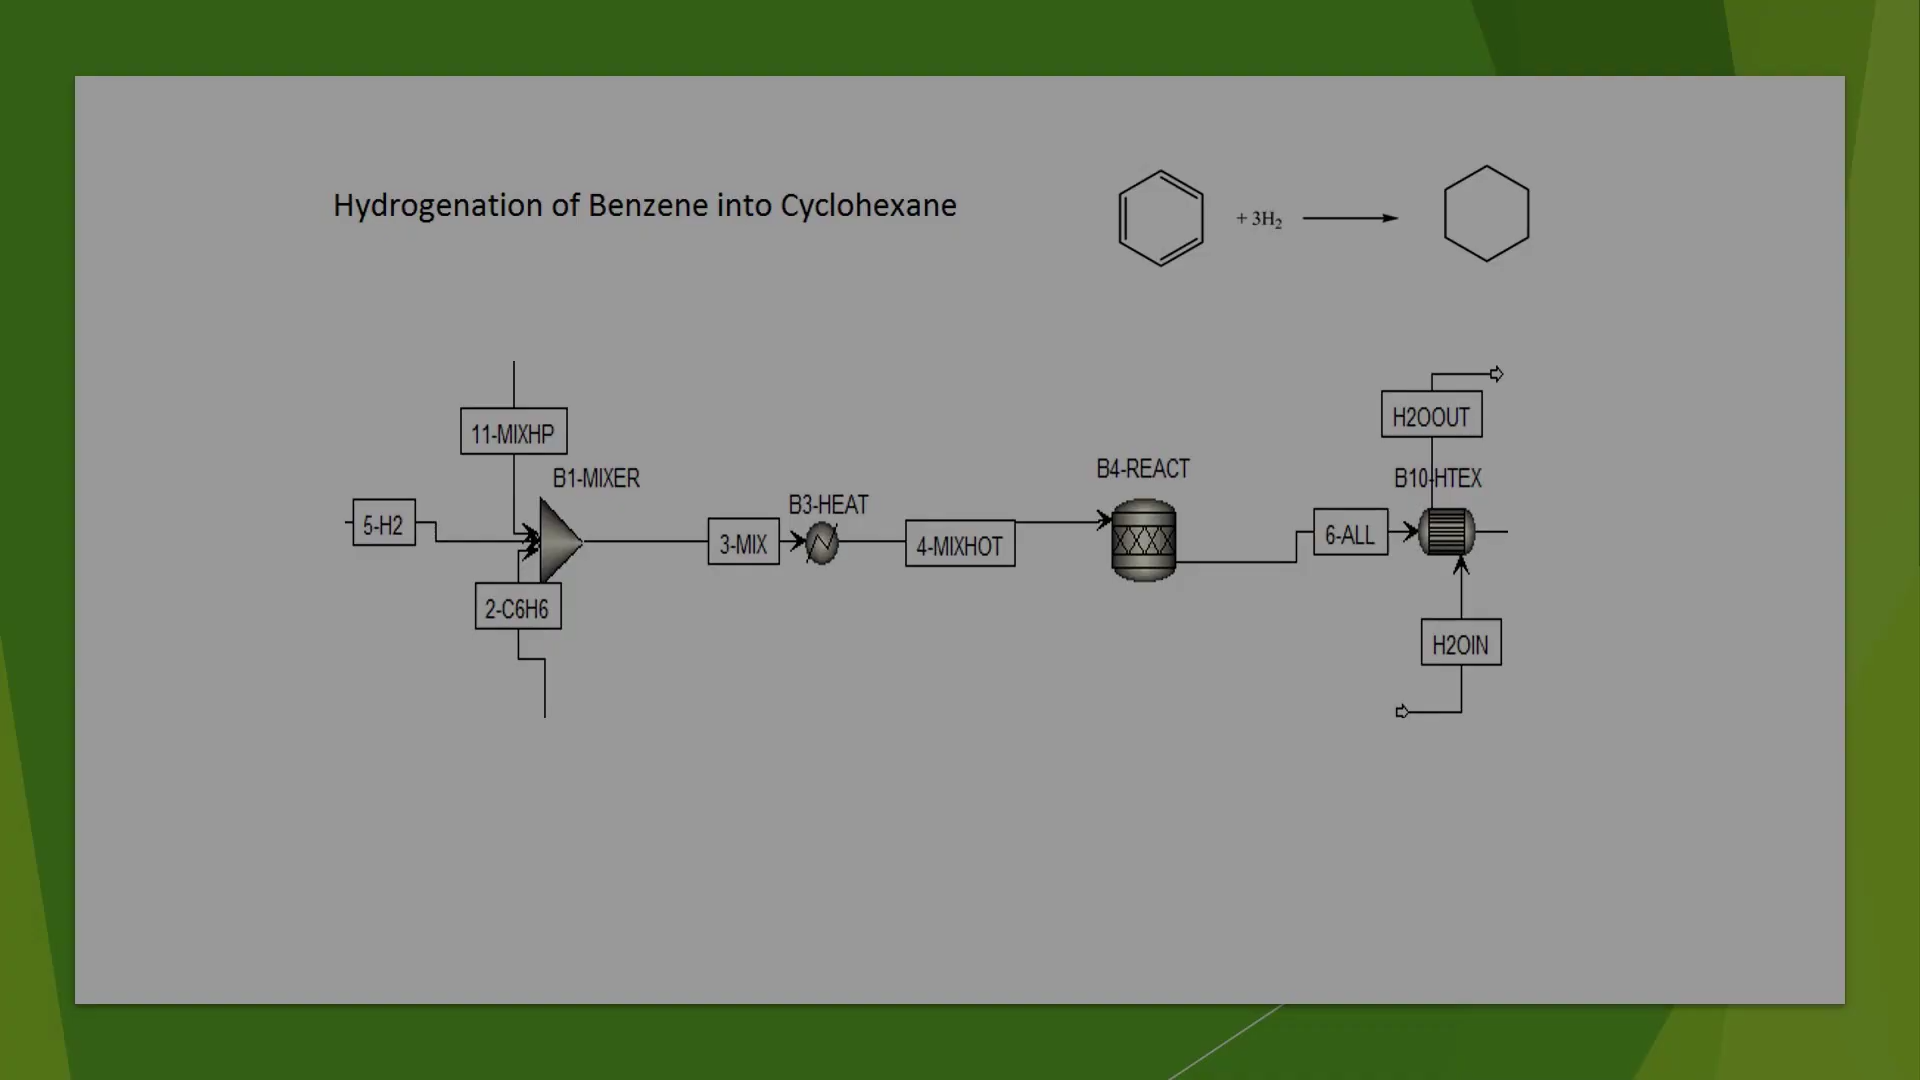 Hydrogenation of Benzene into Cyclohexane
+ 3H₂
H2OOUT
11-MIXHP
B1-MIXER
B4-REACT
B10-HTEX
B3-HEAT
5-H2
3-MIX
4-MIXHOT
6-ALL
2-C6H6
H2OIN